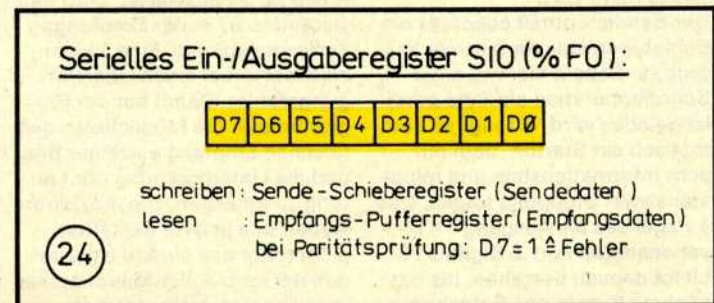 Serielles Ein-/Ausgaberegister SIO (% F0):
D7 D6 D5 D4 D3 D2 D1 D0
schreiben: Sende-Schieberegister (Sendedaten)
lesen : Empfangs-Pufferregister (Empfangsdaten)
bei Paritätsprüfung: D7=1 ≙ Fehler
24